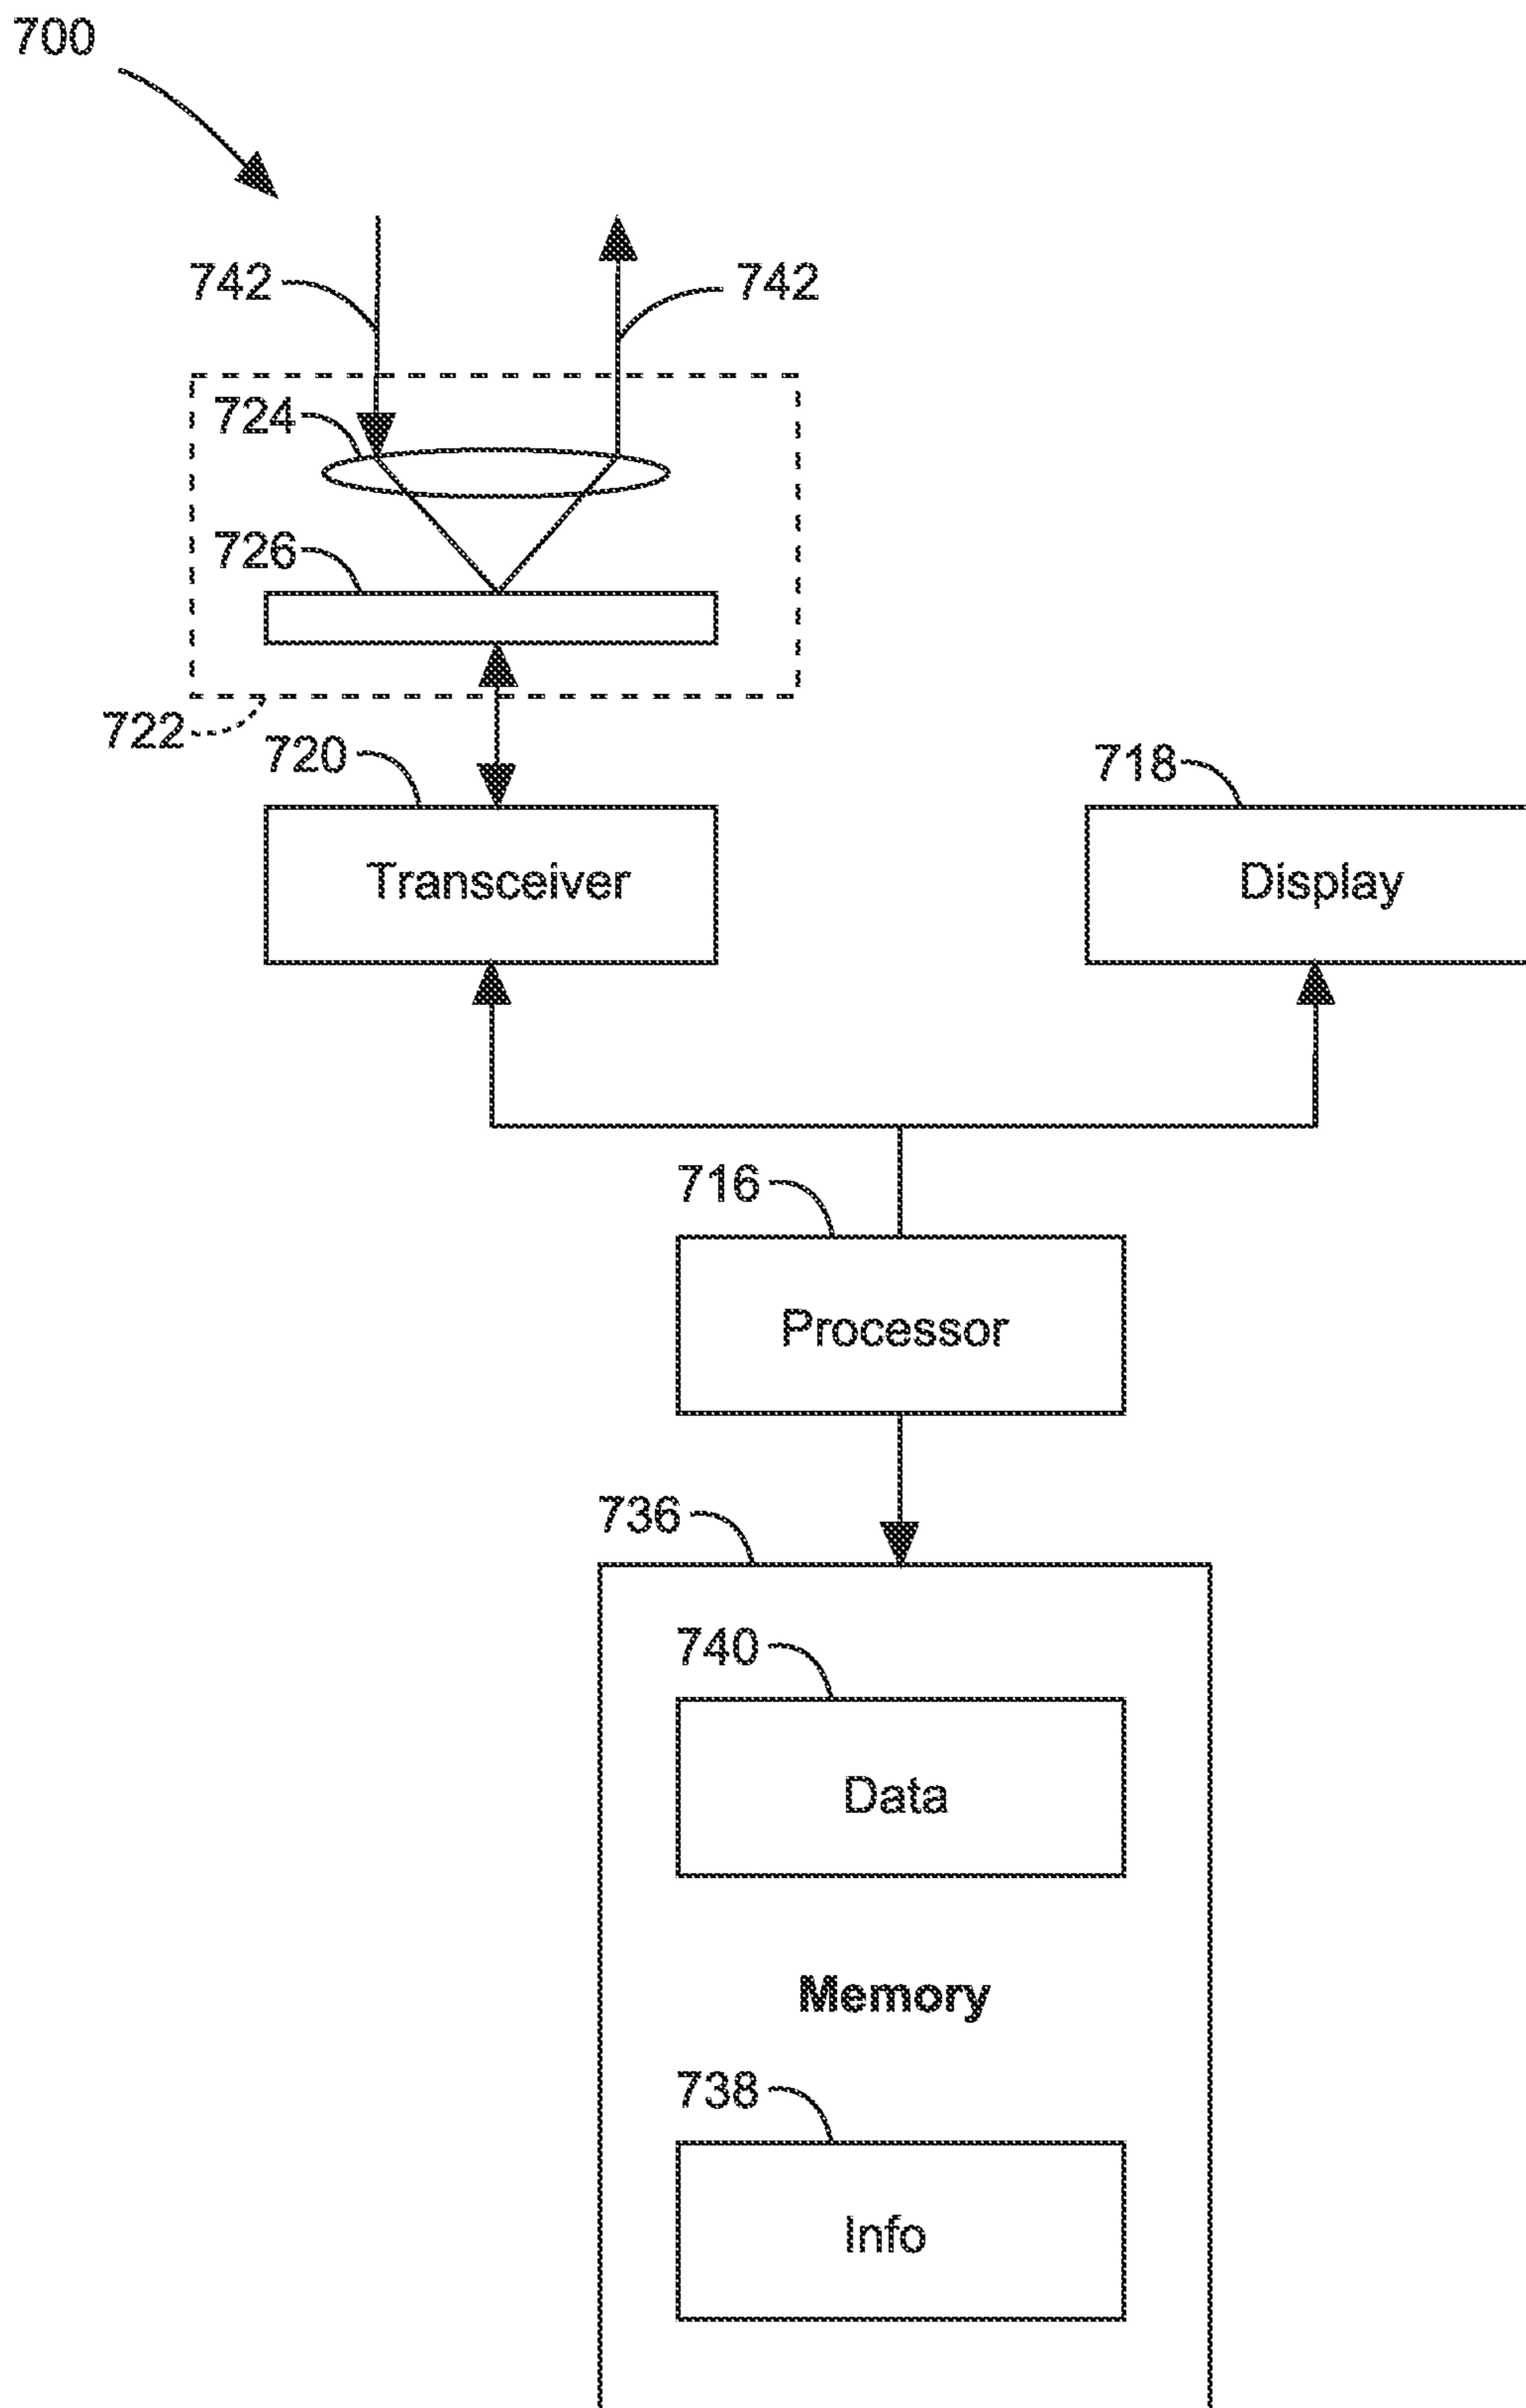 700
742
742
724
726
722
720
718
Transceiver
Display
716
Processor
736
740
Data
Memory
738
Info